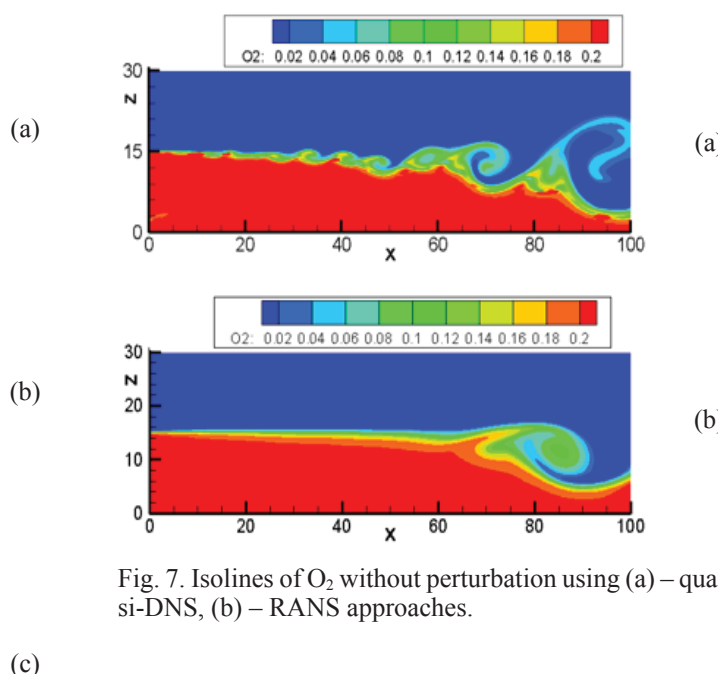 O2: 0.02 0.04 0.06 0.08 0.1 0.12 0.14 0.16 0.18 0.2
30
Z
(a)
15
(a)
0
0 20 40 60 80 100
X
O2: 0.02 0.04 0.06 0.08 0.1 0.12 0.14 0.16 0.18 0.2
30
Z
(b)
20
(b)
10
0
0 20 40 60 80 100
X
Fig. 7. Isolines of O₂ without perturbation using (a) – qua
si-DNS, (b) – RANS approaches.
(c)